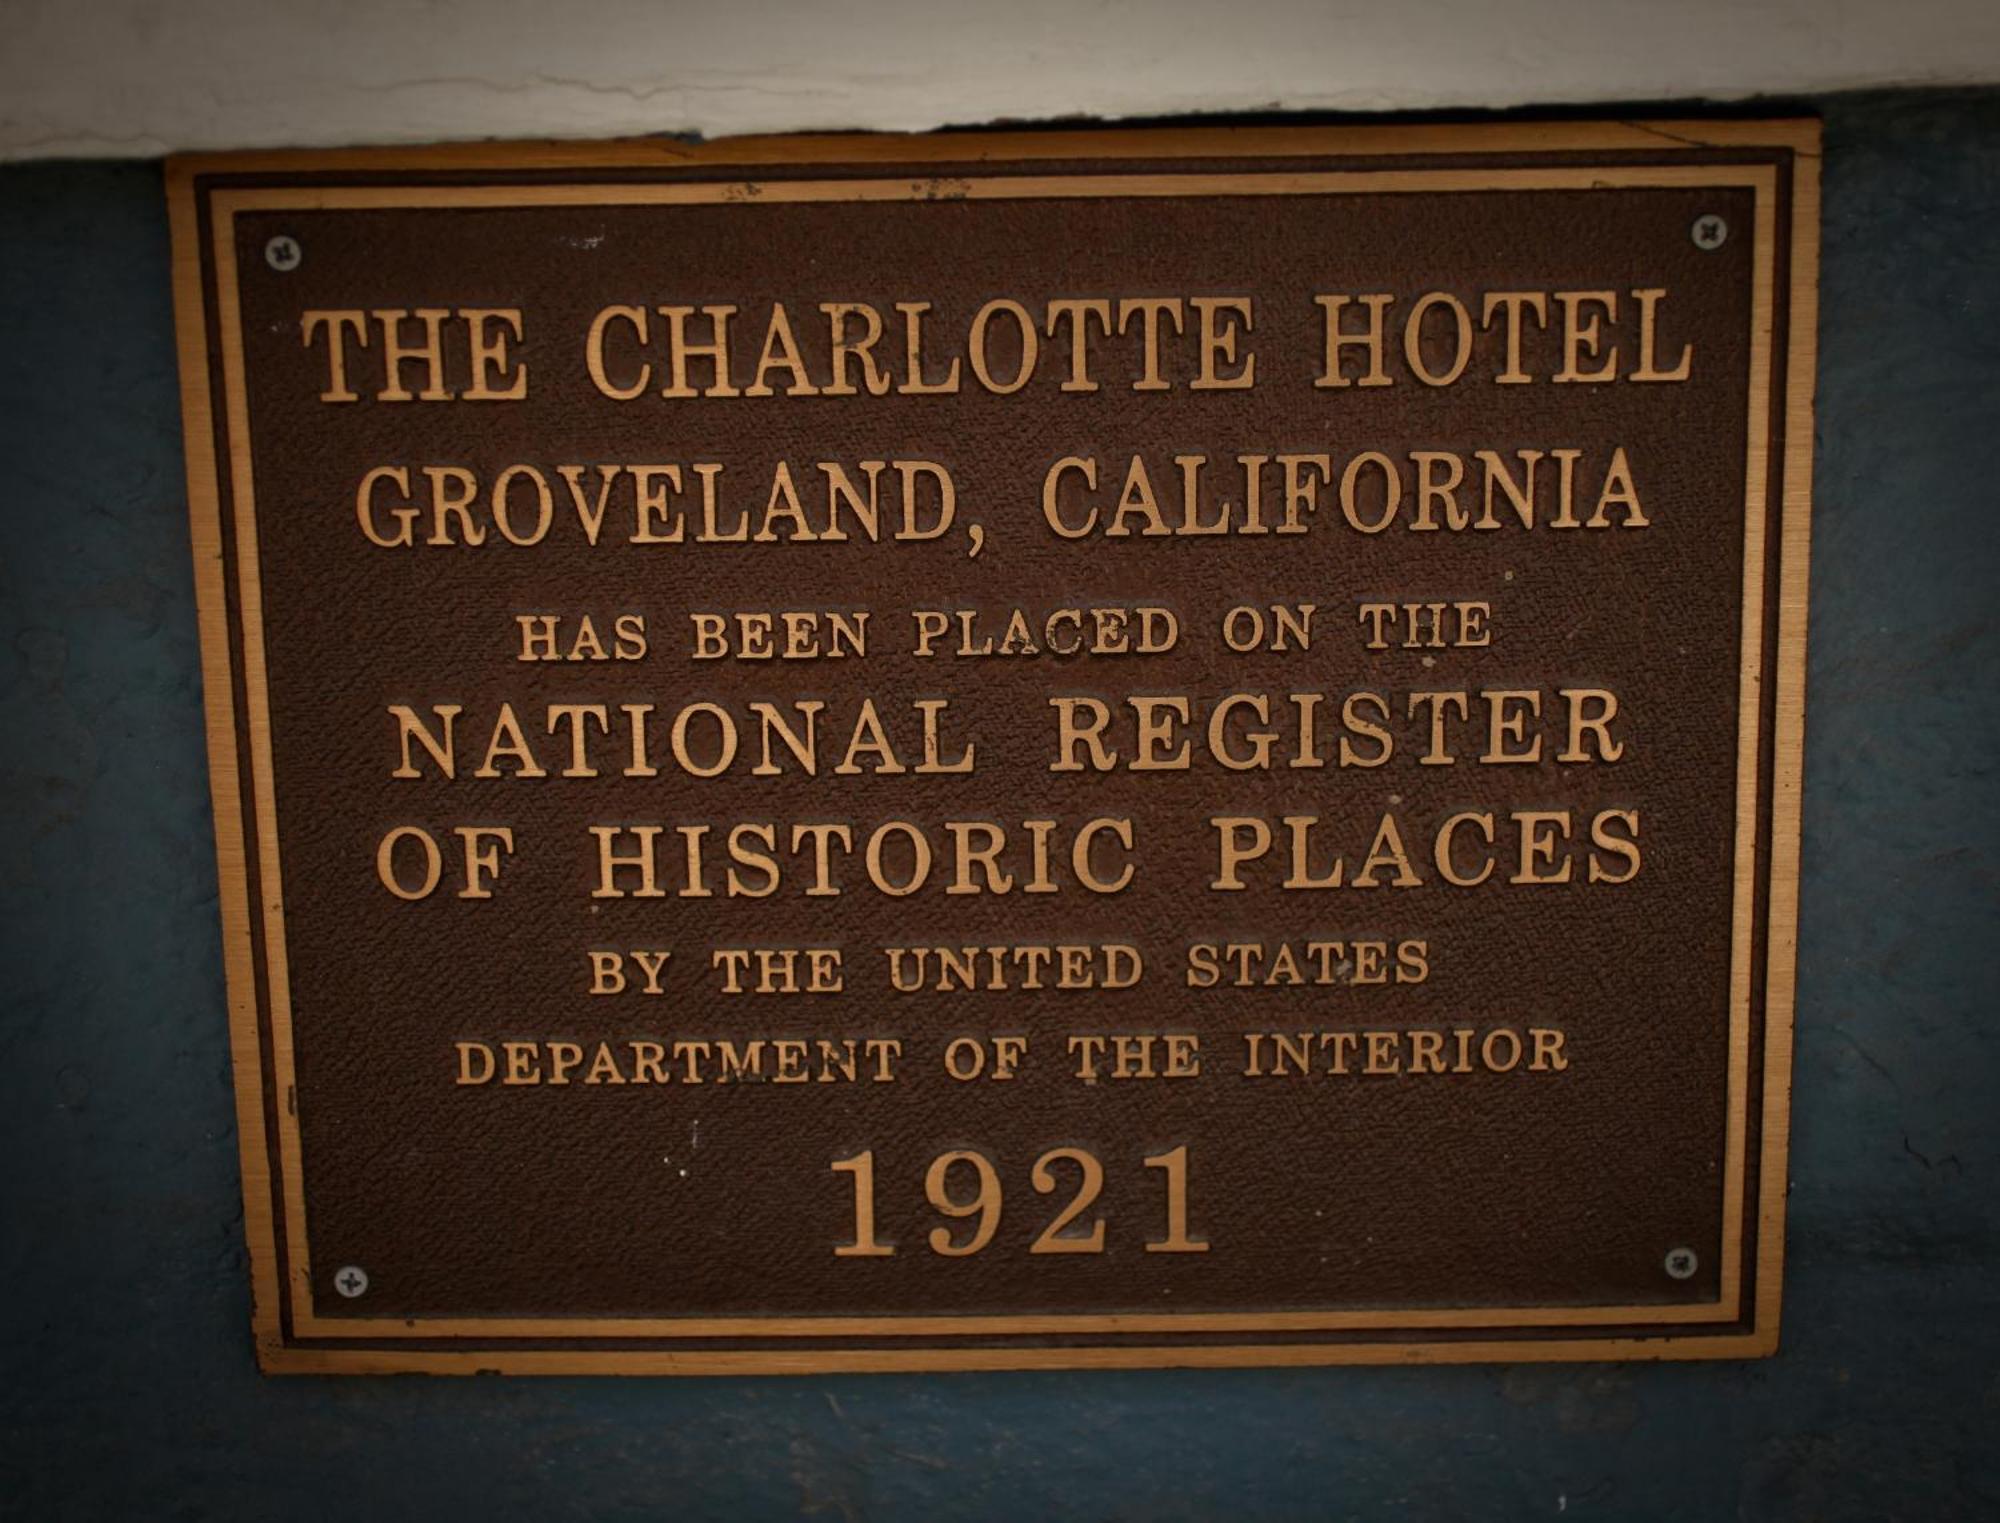 THE CHARLOTTE HOTEL
GROVELAND, CALIFORNIA
HAS BEEN PLACED ON THE
NATIONAL REGISTER
OF HISTORIC PLACES
BY THE UNITED STATES
DEPARTMENT OF THE INTERIOR
1921